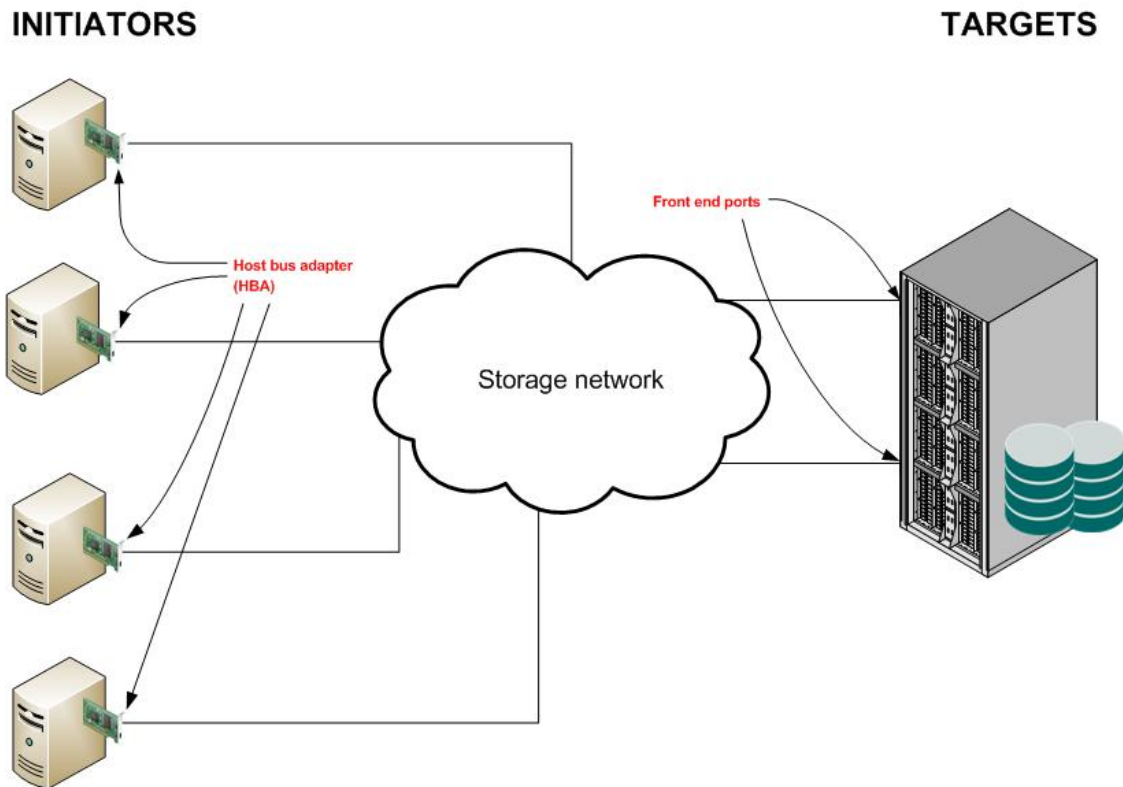 INITIATORS
TARGETS
Front end ports
Host bus adapter
(HBA)
Storage network